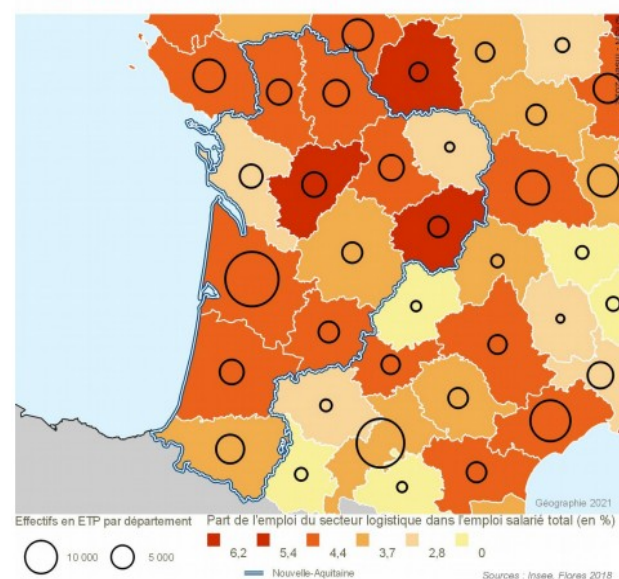 Géographie 2021
Effectifs en ETP par département
10 000
5 000
Part de l'emploi du secteur logistique dans l'emploi salarié total (en %)
6,2 5,4 4,4 3,7 2,8 0
Nouvelle-Aquitaine
Sources : Insee, Flores 2018